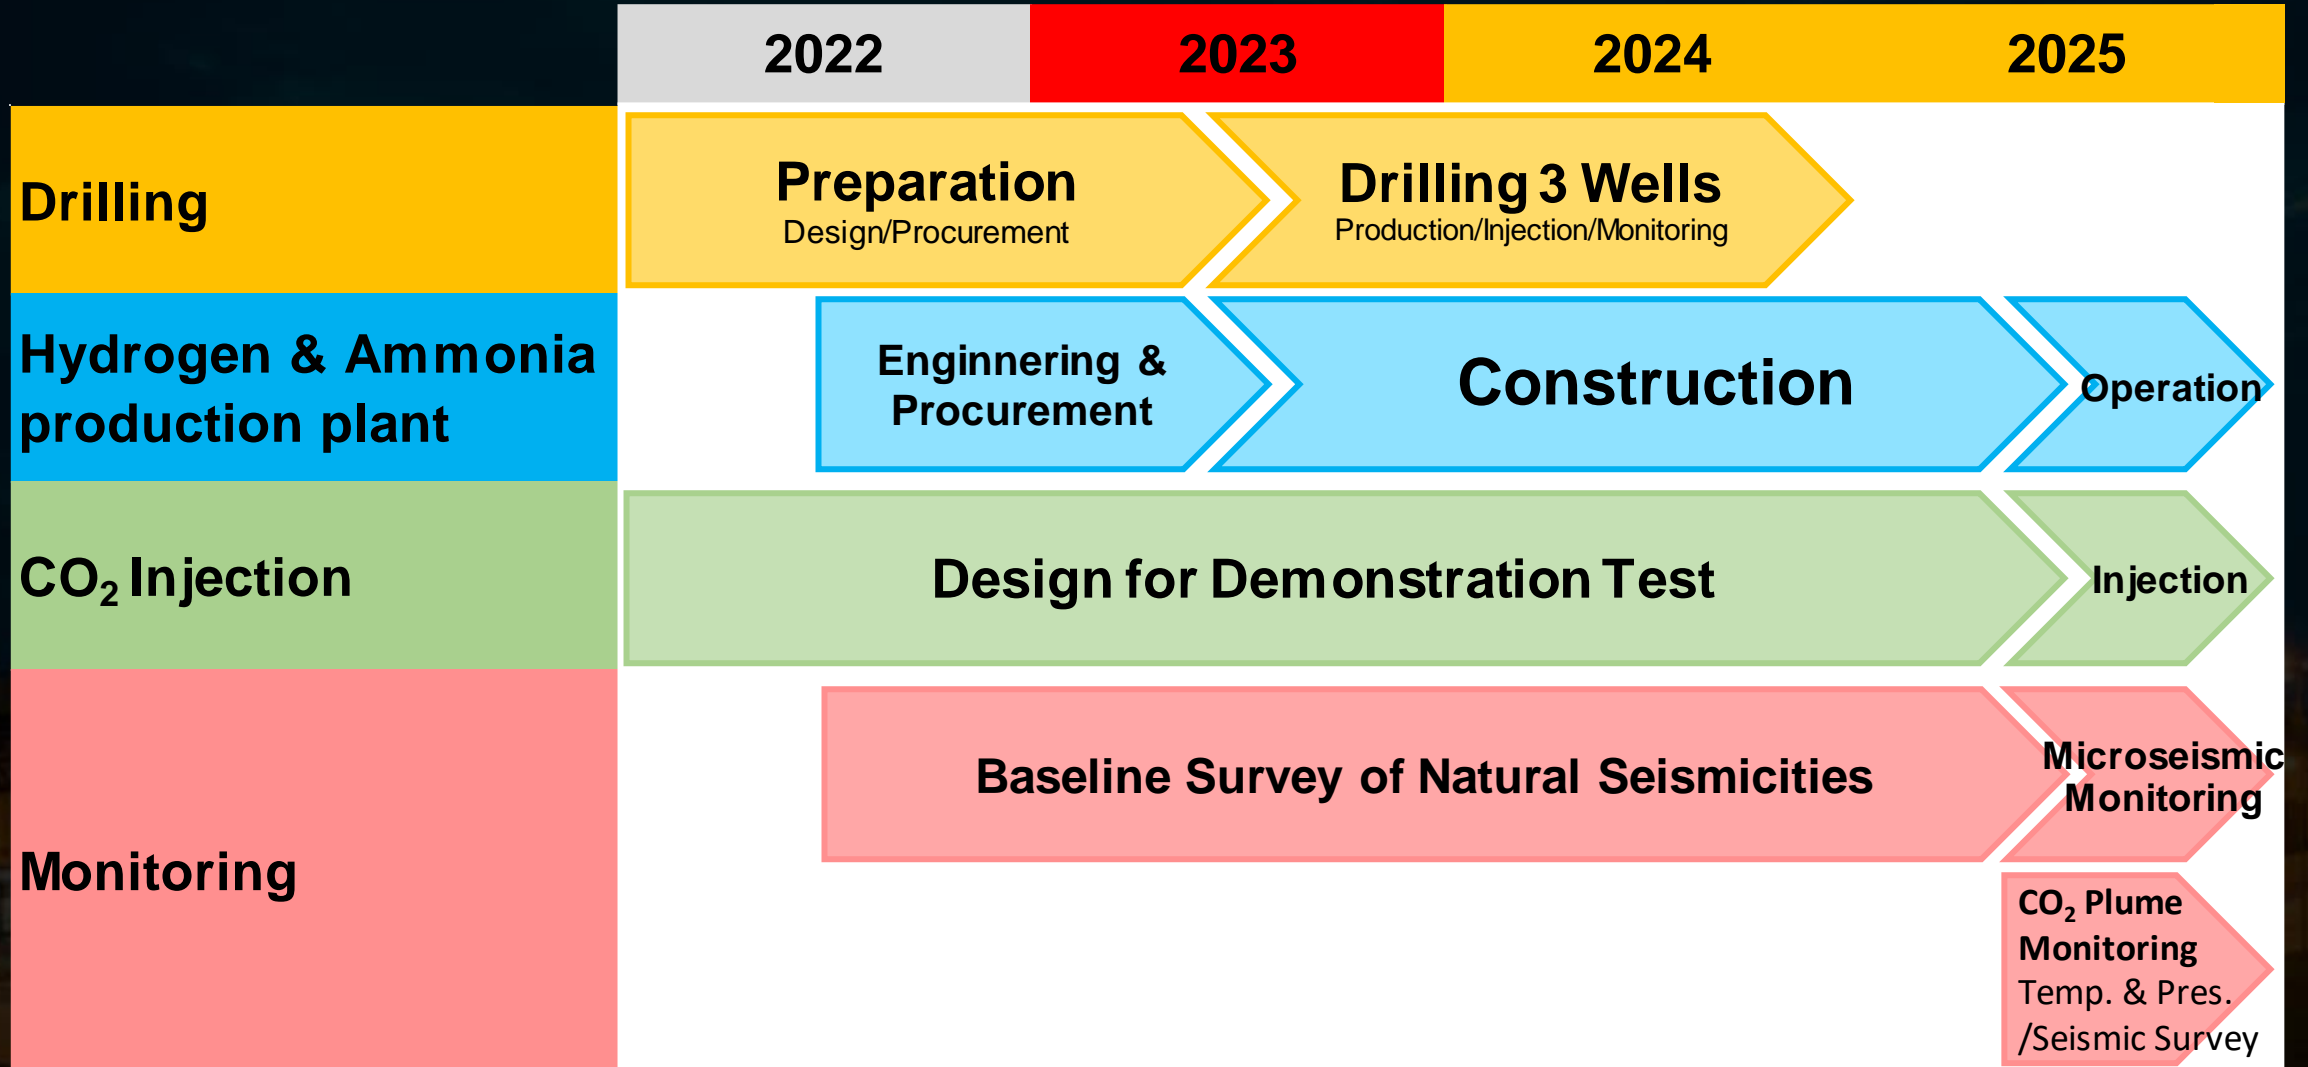 2022 2023 2024 2025
Drilling
Preparation
Design/Procurement
Drilling 3 Wells
Production/Injection/Monitoring
Hydrogen & Ammonia
production plant
Enginnering &
Procurement
Construction
Operation
CO₂ Injection
Design for Demonstration Test
Injection
Monitoring
Baseline Survey of Natural Seismicities
Microseismic
Monitoring
CO₂ Plume
Monitoring
Temp. & Pres.
/Seismic Survey